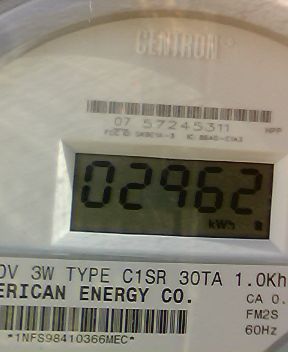 CENTRON®
07 57245311
02962
kWh
0V 3W TYPE C1SR 30TA 1.0Kh
ERICAN ENERGY CO.
CA 0.
FM2S
60Hz
*1NFS98410366MEC*